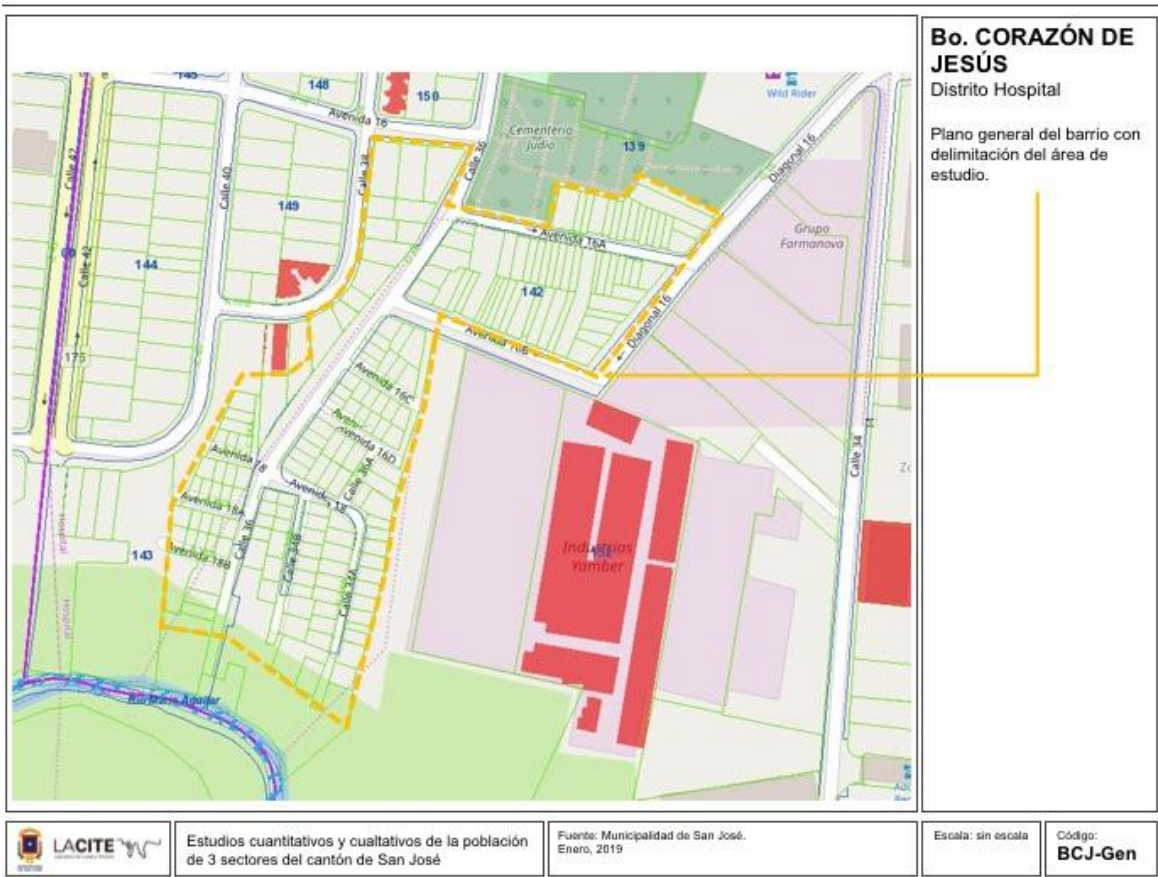 Bo. CORAZÓN DE
JESÚS
Distrito Hospital
Plano general del barrio con
delimitación del área de
estudio.
148
150
Wild Rider
Avenida 16
Cementerio
Judío
139
Diagonal 16
Calle 42
Calle 40
Calle 38
Calle 36
149
Avenida 16A
Grupo
Farmanova
144
Calle 42
142
Diagonal 16
Avenida 16B
175
Avenida 16C
Avenida 16D
Calle 36A
Avenida 18
Avenida 18
Calle 34
Avenida 18A
Calle 36
Calle 34B
Industrias
Yamber
143
Avenida 18B
Calle 34A
Hospital
Hospital
Río María Aguilar
LACITE
Estudios cuantitativos y cualtativos de la población
de 3 sectores del cantón de San José
Fuente: Municipalidad de San José.
Enero, 2019
Escala: sin escala
Código:
BCJ-Gen